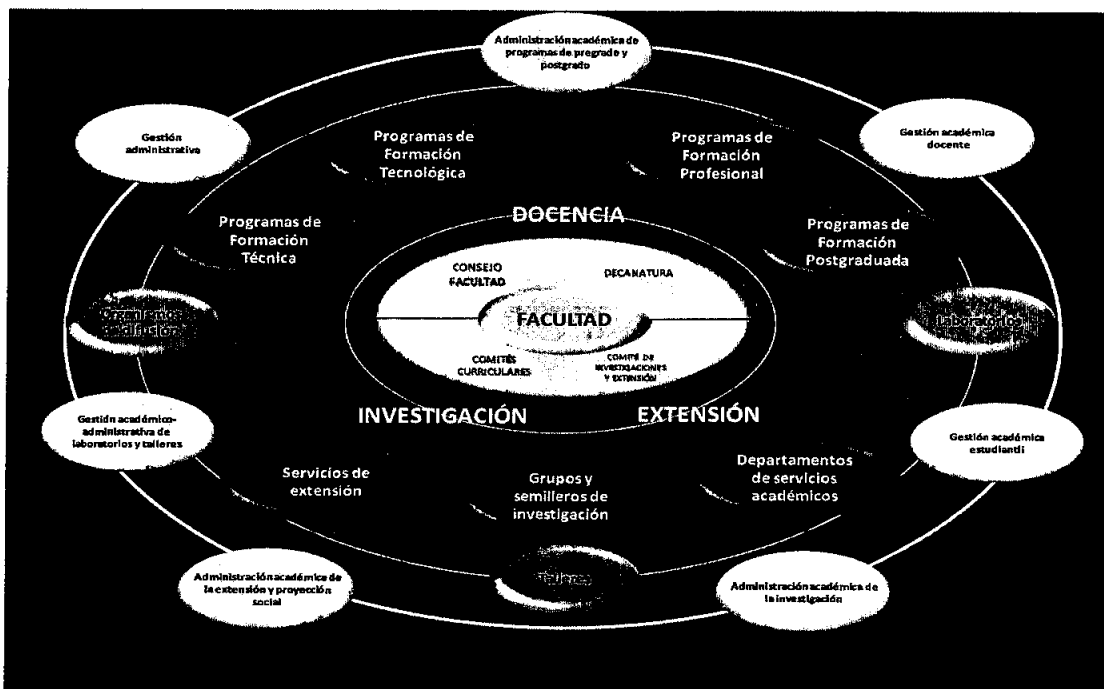 Administración académica de
programas de pregrado y
postgrado
Gestión
administrativa
Gestión académica
docente
Programas de
Formación
Tecnológica
Programas de
Formación
Profesional
Programas de
Formación
Técnica
Programas de
Formación
Postgraduada
DOCENCIA
CONSEJO
FACULTAD
DECANATURA
FACULTAD
COMITÉS
CURRICULARES
COMITÉ DE
INVESTIGACIONES
Y EXTENSIÓN
Organismos
de difusión
Laboratorios
INVESTIGACIÓN
EXTENSIÓN
Gestión académico-
administrativa de
laboratorios y talleres
Gestión académica
estudiantil
Servicios de
extensión
Grupos y
semilleros de
investigación
Departamentos
de servicios
académicos
Talleres
Administración académica de
la extensión y proyección
social
Administración académica de
la investigación